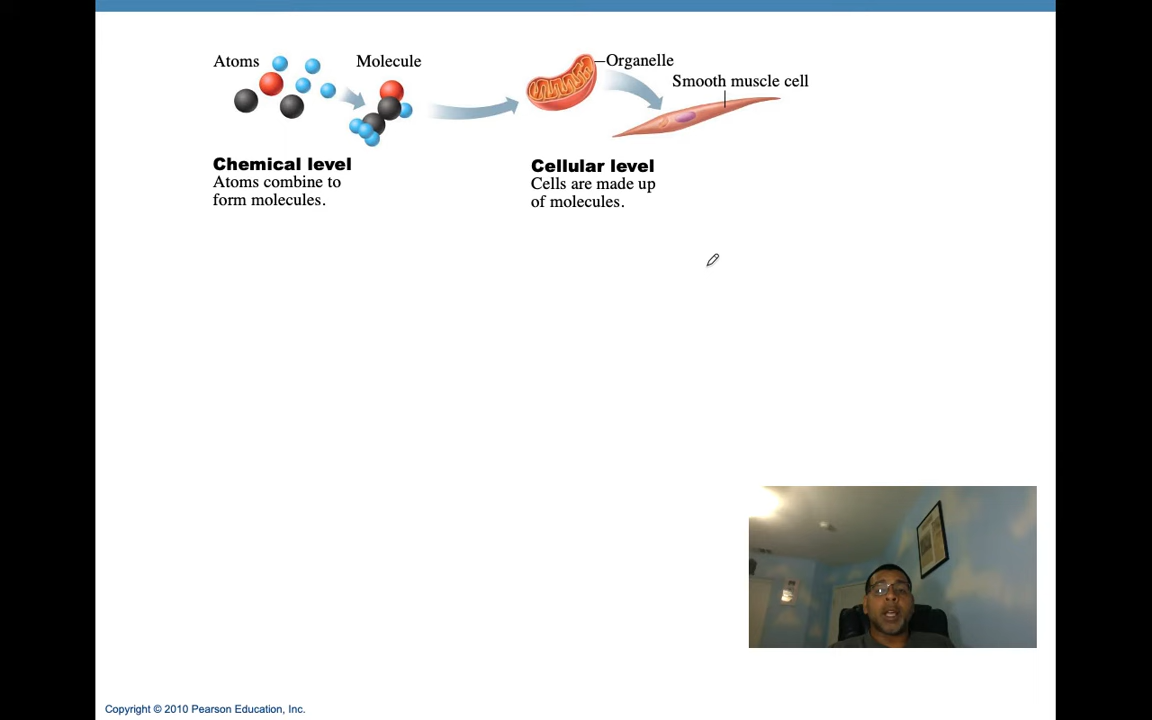 Atoms
Molecule
Organelle
Smooth muscle cell
Chemical level
Atoms combine to
form molecules.
Cellular level
Cells are made up
of molecules.
Copyright © 2010 Pearson Education, Inc.